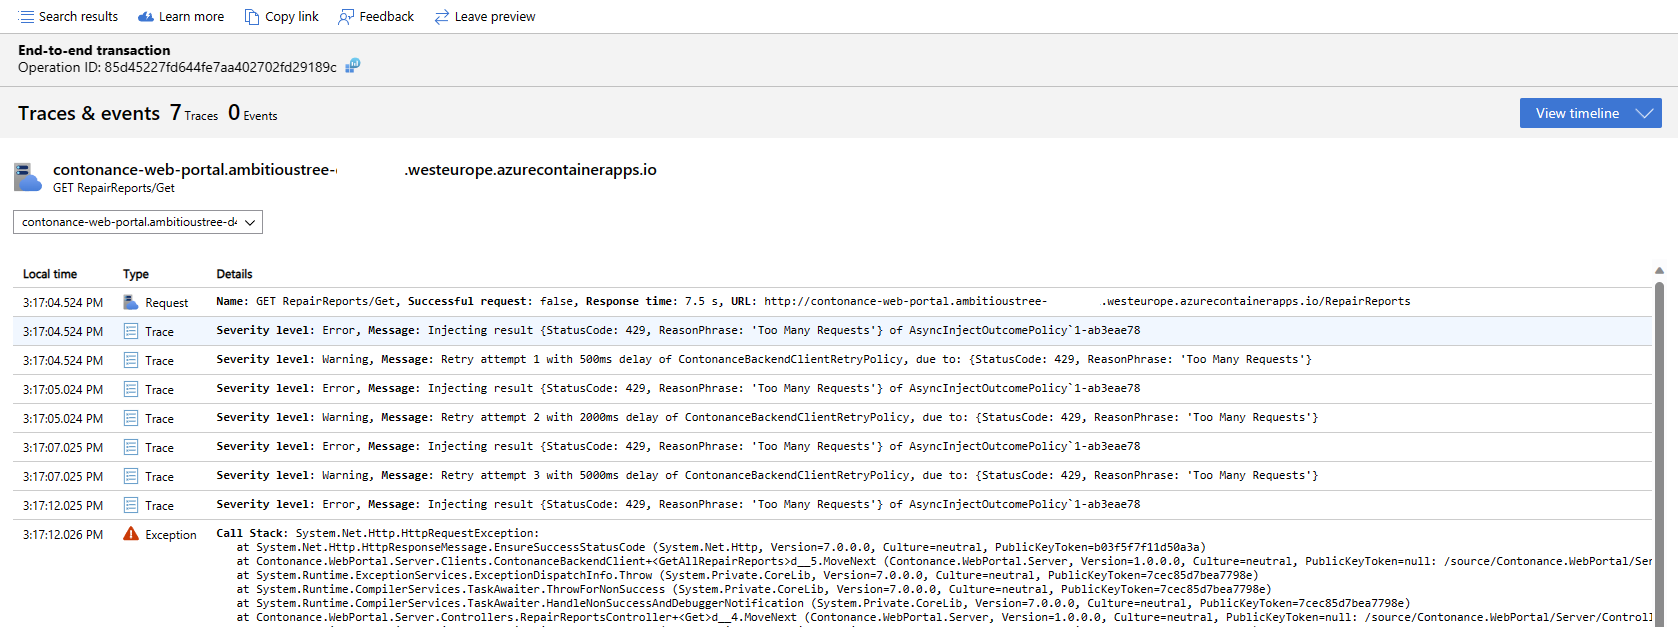 Search results Learn more Copy link Feedback Leave preview
End-to-end transaction
Operation ID: 85d45227fd644fe7aa402702fd29189c
Traces & events 7 Traces 0 Events View timeline
contonance-web-portal.ambitioustree- .westeurope.azurecontainerapps.io
GET RepairReports/Get
contonance-web-portal.ambitioustree-d4
Local time Type Details
3:17:04.524 PM Request Name: GET RepairReports/Get, Successful request: false, Response time: 7.5 s, URL: http://contonance-web-portal.ambitioustree- .westeurope.azurecontainerapps.io/RepairReports
3:17:04.524 PM Trace Severity level: Error, Message: Injecting result {StatusCode: 429, ReasonPhrase: 'Too Many Requests'} of AsyncInjectOutcomePolicy`1-ab3eae78
3:17:04.524 PM Trace Severity level: Warning, Message: Retry attempt 1 with 500ms delay of ContonanceBackendClientRetryPolicy, due to: {StatusCode: 429, ReasonPhrase: 'Too Many Requests'}
3:17:05.024 PM Trace Severity level: Error, Message: Injecting result {StatusCode: 429, ReasonPhrase: 'Too Many Requests'} of AsyncInjectOutcomePolicy`1-ab3eae78
3:17:05.024 PM Trace Severity level: Warning, Message: Retry attempt 2 with 2000ms delay of ContonanceBackendClientRetryPolicy, due to: {StatusCode: 429, ReasonPhrase: 'Too Many Requests'}
3:17:07.025 PM Trace Severity level: Error, Message: Injecting result {StatusCode: 429, ReasonPhrase: 'Too Many Requests'} of AsyncInjectOutcomePolicy`1-ab3eae78
3:17:07.025 PM Trace Severity level: Warning, Message: Retry attempt 3 with 5000ms delay of ContonanceBackendClientRetryPolicy, due to: {StatusCode: 429, ReasonPhrase: 'Too Many Requests'}
3:17:12.025 PM Trace Severity level: Error, Message: Injecting result {StatusCode: 429, ReasonPhrase: 'Too Many Requests'} of AsyncInjectOutcomePolicy`1-ab3eae78
3:17:12.026 PM Exception Call Stack: System.Net.Http.HttpRequestException:
at System.Net.Http.HttpResponseMessage.EnsureSuccessStatusCode (System.Net.Http, Version=7.0.0.0, Culture=neutral, PublicKeyToken=b03f5f7f11d50a3a)
at Contonance.WebPortal.Server.Clients.ContonanceBackendClient+<GetAllRepairReports>d__5.MoveNext (Contonance.WebPortal.Server, Version=1.0.0.0, Culture=neutral, PublicKeyToken=null: /source/Contonance.WebPortal/Ser
at System.Runtime.ExceptionServices.ExceptionDispatchInfo.Throw (System.Private.CoreLib, Version=7.0.0.0, Culture=neutral, PublicKeyToken=7cec85d7bea7798e)
at System.Runtime.CompilerServices.TaskAwaiter.ThrowForNonSuccess (System.Private.CoreLib, Version=7.0.0.0, Culture=neutral, PublicKeyToken=7cec85d7bea7798e)
at System.Runtime.CompilerServices.TaskAwaiter.HandleNonSuccessAndDebuggerNotification (System.Private.CoreLib, Version=7.0.0.0, Culture=neutral, PublicKeyToken=7cec85d7bea7798e)
at Contonance.WebPortal.Server.Controllers.RepairReportsController+<Get>d__4.MoveNext (Contonance.WebPortal.Server, Version=1.0.0.0, Culture=neutral, PublicKeyToken=null: /source/Contonance.WebPortal/Server/Controll